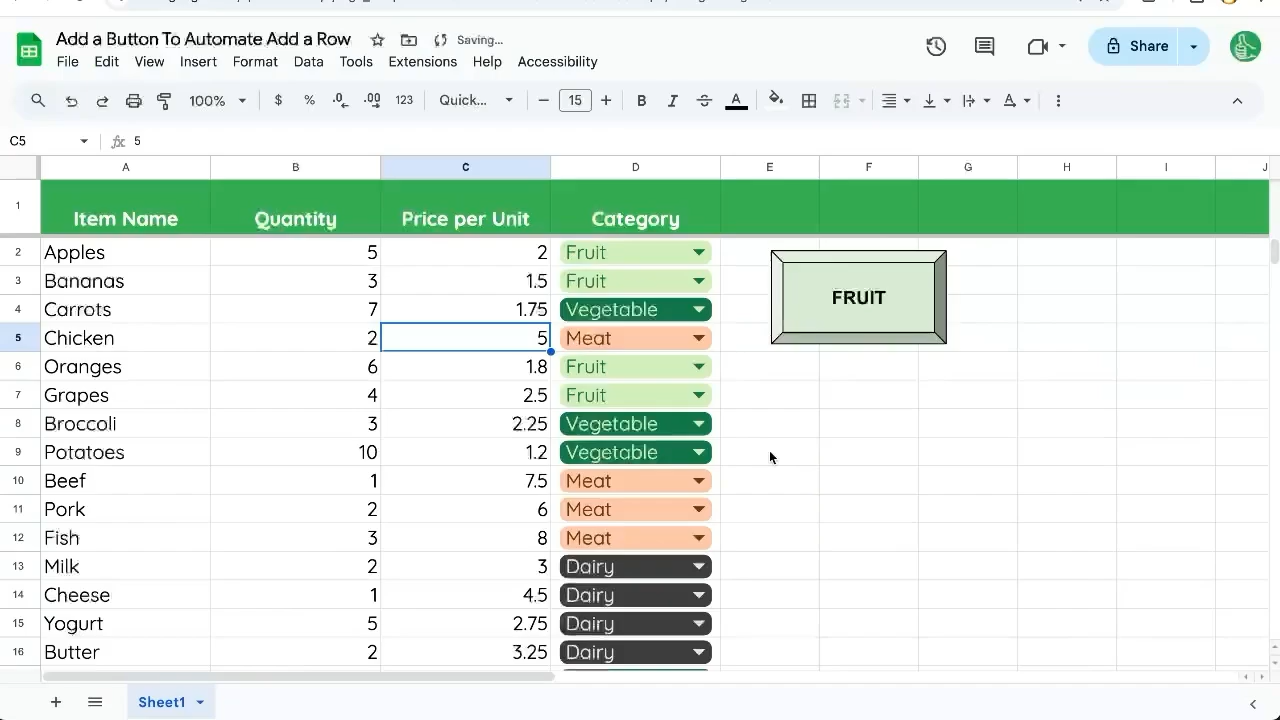 Add a Button To Automate Add a Row Saving...
File Edit View Insert Format Data Tools Extensions Help Accessibility
Share
100% $ % .0 .00 123 Quick... 15 B I A
C5 fx 5
A B C D E F G H I J
1 Item Name Quantity Price per Unit Category
2 Apples 5 2 Fruit
3 Bananas 3 1.5 Fruit
FRUIT
4 Carrots 7 1.75 Vegetable
5 Chicken 2 5 Meat
6 Oranges 6 1.8 Fruit
7 Grapes 4 2.5 Fruit
8 Broccoli 3 2.25 Vegetable
9 Potatoes 10 1.2 Vegetable
10 Beef 1 7.5 Meat
11 Pork 2 6 Meat
12 Fish 3 8 Meat
13 Milk 2 3 Dairy
14 Cheese 1 4.5 Dairy
15 Yogurt 5 2.75 Dairy
16 Butter 2 3.25 Dairy
Sheet1